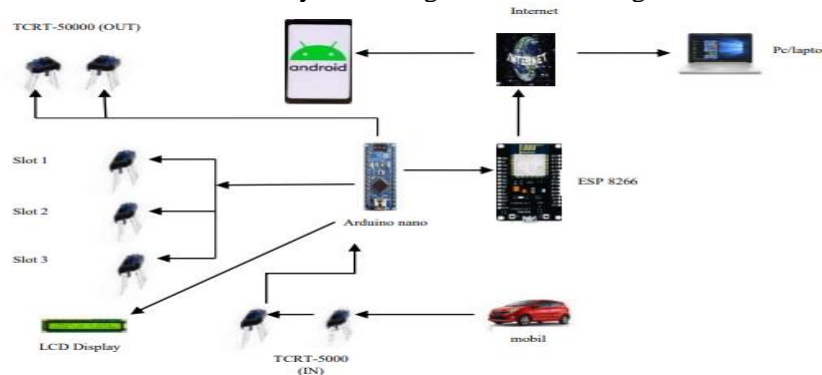 Internet
TCRT-50000 (OUT)
android
INTERNET
Pc/lapto
Slot 1
ESP 8266
Slot 2
Arduino nano
Slot 3
mobil
LCD Display
TCRT-5000
(IN)